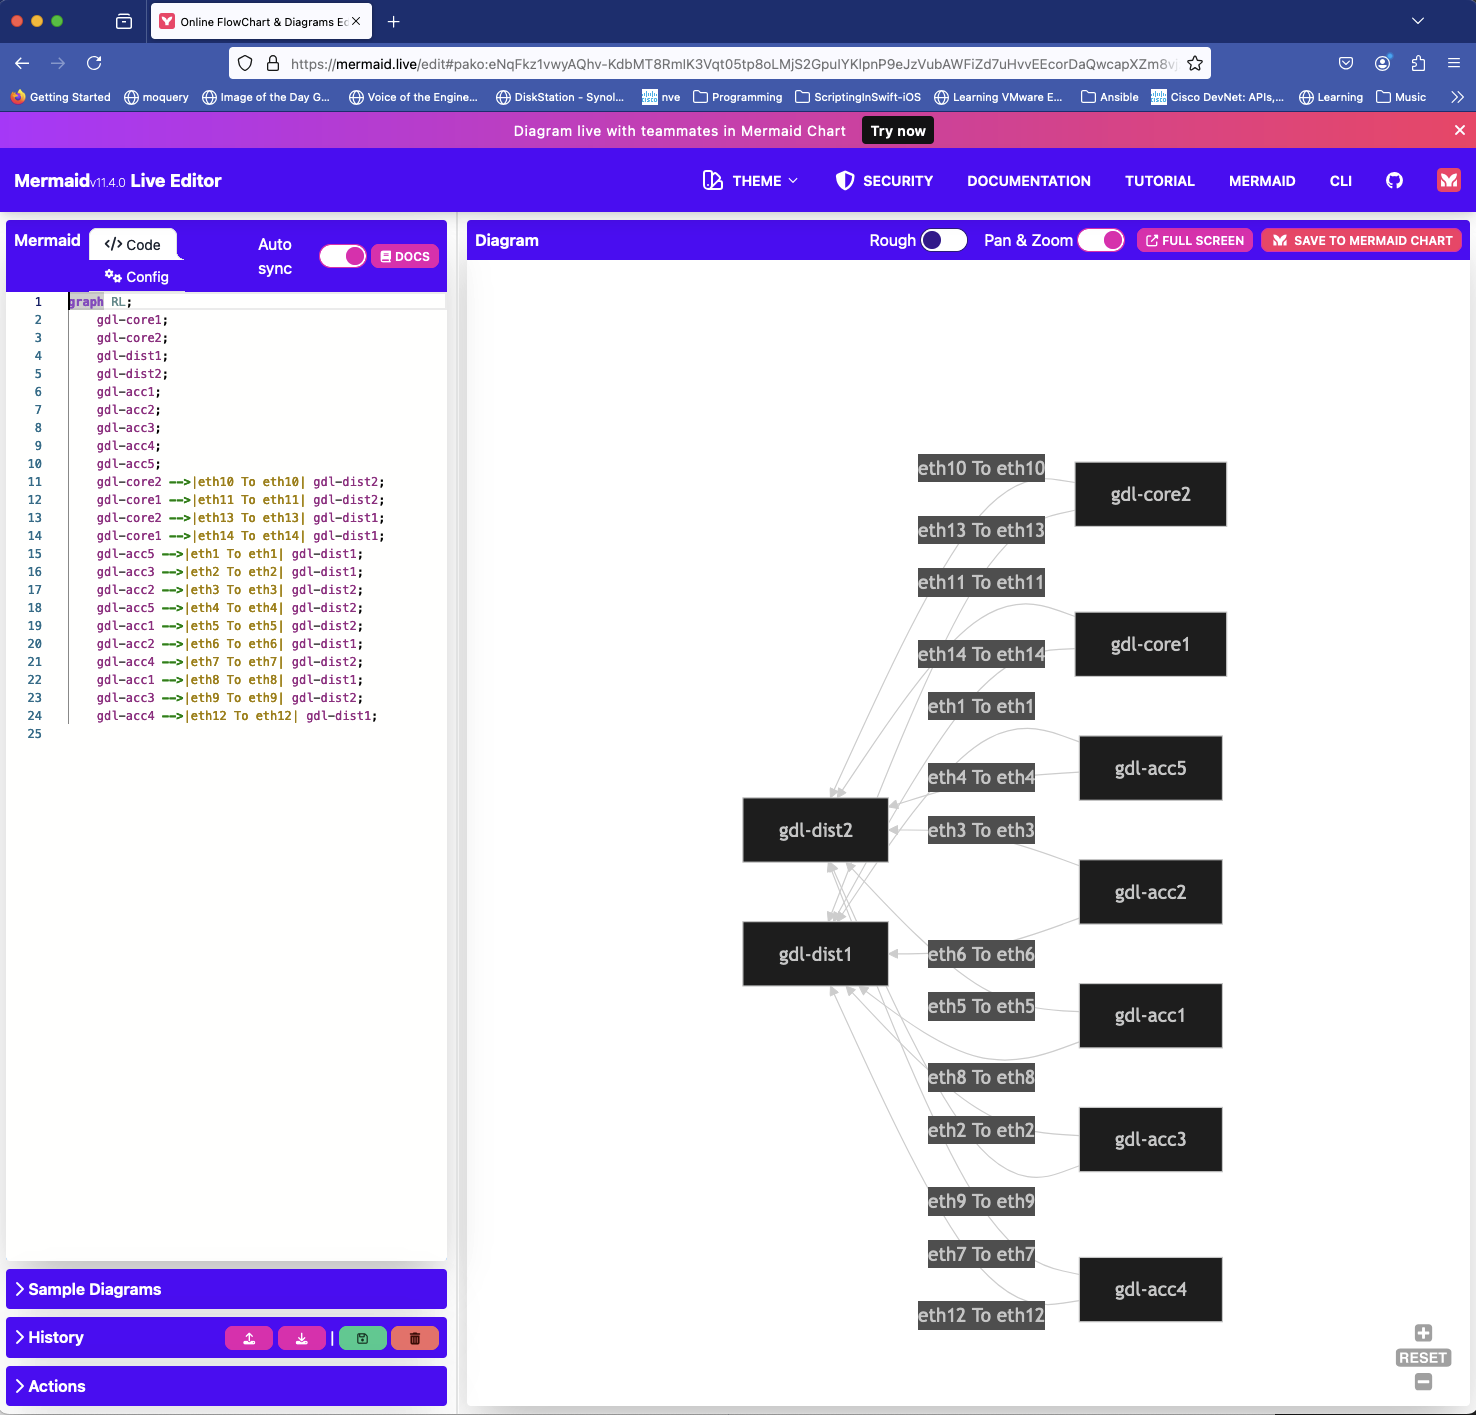 Online FlowChart & Diagrams Ed
https://mermaid.live/edit#pako:eNqFkz1vwyAQhv-KdbMT8RmlK3Vqt05tp8oLMjS2GpulYKlpnP9eJzVubAWFiZd7uHvvEEcorDaQwcapXZm8v
Getting Started
moquery
Image of the Day G...
Voice of the Engine...
DiskStation - Synol...
nve
Programming
ScriptingInSwift-iOS
Learning VMware E...
Ansible
Cisco DevNet: APIs,...
Learning
Music
Diagram live with teammates in Mermaid Chart
Try now
Mermaid v11.4.0 Live Editor
THEME
SECURITY
DOCUMENTATION
TUTORIAL
MERMAID
CLI
Mermaid
</> Code
Config
Auto sync
DOCS
1 graph RL;
2 gdl-core1;
3 gdl-core2;
4 gdl-dist1;
5 gdl-dist2;
6 gdl-acc1;
7 gdl-acc2;
8 gdl-acc3;
9 gdl-acc4;
10 gdl-acc5;
11 gdl-core2 -->|eth10 To eth10| gdl-dist2;
12 gdl-core1 -->|eth11 To eth11| gdl-dist2;
13 gdl-core2 -->|eth13 To eth13| gdl-dist1;
14 gdl-core1 -->|eth14 To eth14| gdl-dist1;
15 gdl-acc5 -->|eth1 To eth1| gdl-dist1;
16 gdl-acc3 -->|eth2 To eth2| gdl-dist1;
17 gdl-acc2 -->|eth3 To eth3| gdl-dist2;
18 gdl-acc5 -->|eth4 To eth4| gdl-dist2;
19 gdl-acc1 -->|eth5 To eth5| gdl-dist2;
20 gdl-acc2 -->|eth6 To eth6| gdl-dist1;
21 gdl-acc4 -->|eth7 To eth7| gdl-dist2;
22 gdl-acc1 -->|eth8 To eth8| gdl-dist1;
23 gdl-acc3 -->|eth9 To eth9| gdl-dist2;
24 gdl-acc4 -->|eth12 To eth12| gdl-dist1;
25
Sample Diagrams
History
Actions
Diagram
Rough
Pan & Zoom
FULL SCREEN
SAVE TO MERMAID CHART
eth10 To eth10
gdl-core2
eth13 To eth13
eth11 To eth11
gdl-core1
eth14 To eth14
eth1 To eth1
gdl-acc5
eth4 To eth4
gdl-dist2
eth3 To eth3
gdl-acc2
gdl-dist1
eth6 To eth6
eth5 To eth5
gdl-acc1
eth8 To eth8
eth2 To eth2
gdl-acc3
eth9 To eth9
eth7 To eth7
gdl-acc4
eth12 To eth12
RESET